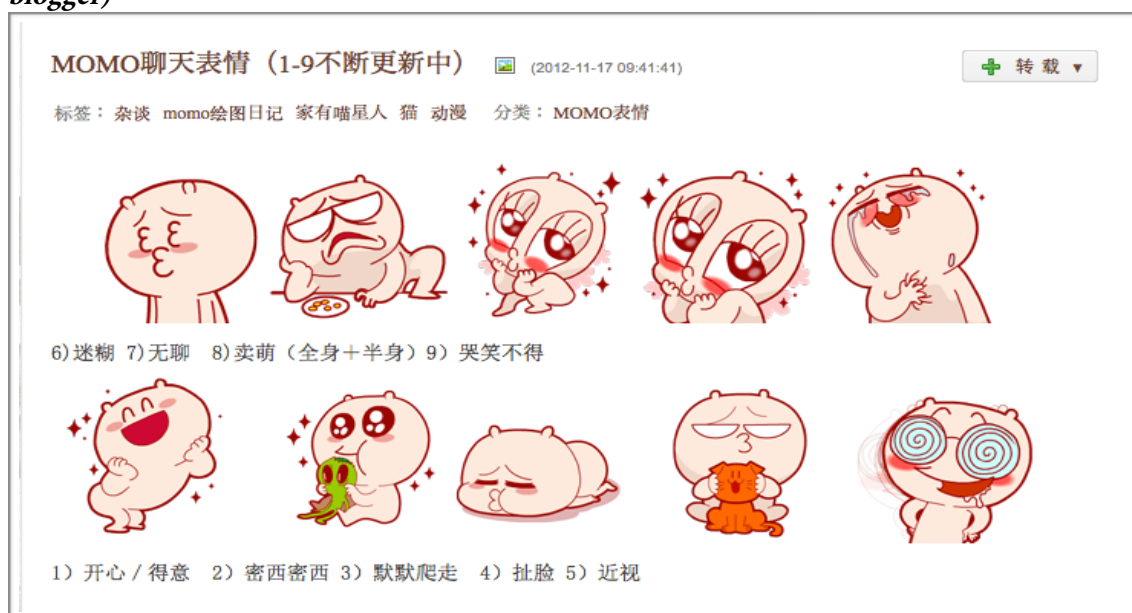 blogger)
MOMO聊天表情（1-9不断更新中） (2012-11-17 09:41:41) 转载 ▼
标签： 杂谈 momo绘图日记 家有喵星人 猫 动漫 分类： MOMO表情
6)迷糊 7)无聊 8)卖萌（全身＋半身）9）哭笑不得
1）开心 / 得意 2）密西密西 3）默默爬走 4）扯脸 5）近视